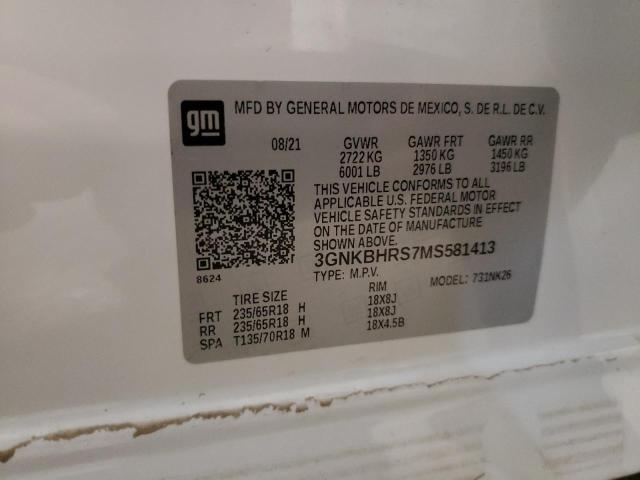 gm
MFD BY GENERAL MOTORS DE MEXICO, S. DE R.L. DE C.V.
08/21 GVWR GAWR FRT GAWR RR
2722 KG 1350 KG 1450 KG
6001 LB 2976 LB 3196 LB
THIS VEHICLE CONFORMS TO ALL
APPLICABLE U.S. FEDERAL MOTOR
VEHICLE SAFETY STANDARDS IN EFFECT
ON THE DATE OF MANUFACTURE
SHOWN ABOVE.
3GNKBHRS7MS581413
8624
TYPE: M.P.V. MODEL: 731NK26
TIRE SIZE RIM
FRT 235/65R18 H 18X8J
RR 235/65R18 H 18X8J
SPA T135/70R18 M 18X4.5B